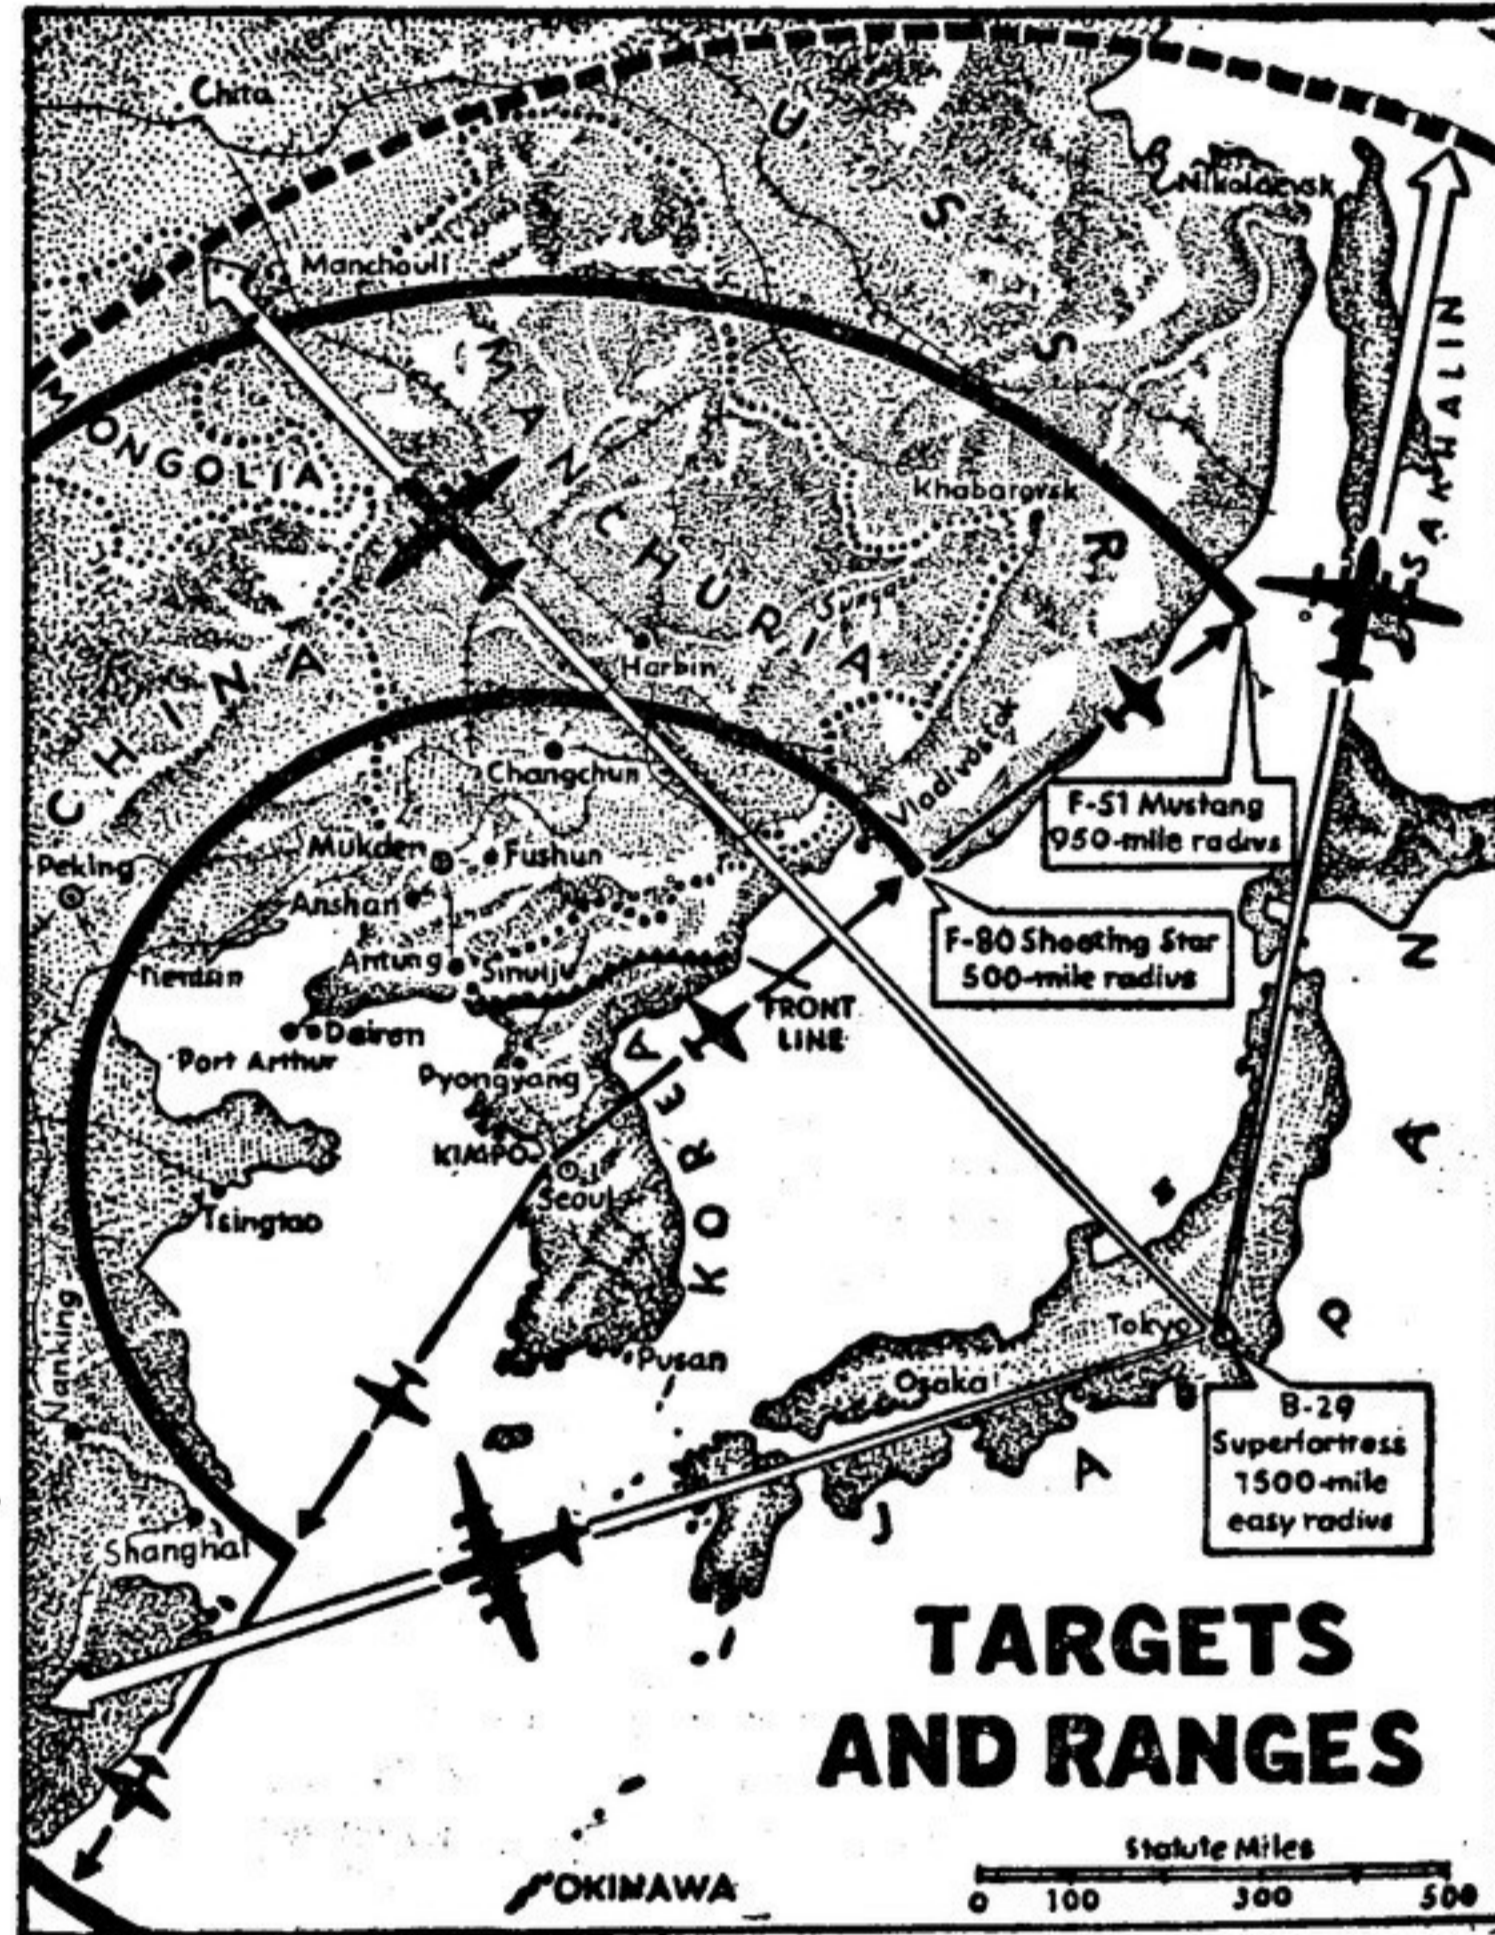 Chita
U S S R
Nikolaevsk
Manchouli
SAKHALIN
MONGOLIA
MANCHURIA
Khabarovsk
Sungari
Harbin
CHINA
Changchun
Vladivostok
F-51 Mustang
950-mile radius
Mukden
Fushun
Peking
Anshan
F-80 Shooting Star
500-mile radius
Antung
Sinuiju
Tientsin
FRONT
LINE
Dairen
Port Arthur
Pyongyang
KOREA
KIMPO
Seoul
Tsingtao
JAPAN
Nanking
Tokyo
Pusan
Osaka
B-29
Superfortress
1500-mile
easy radius
Shanghai
TARGETS
AND RANGES
Statute Miles
0 100 300 500
OKINAWA